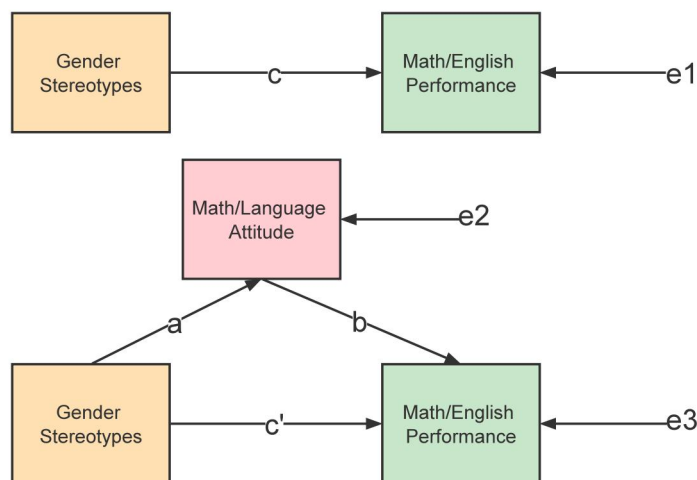 Gender
Stereotypes
c
Math/English
Performance
e1
Math/Language
Attitude
e2
a
b
Gender
Stereotypes
c'
Math/English
Performance
e3